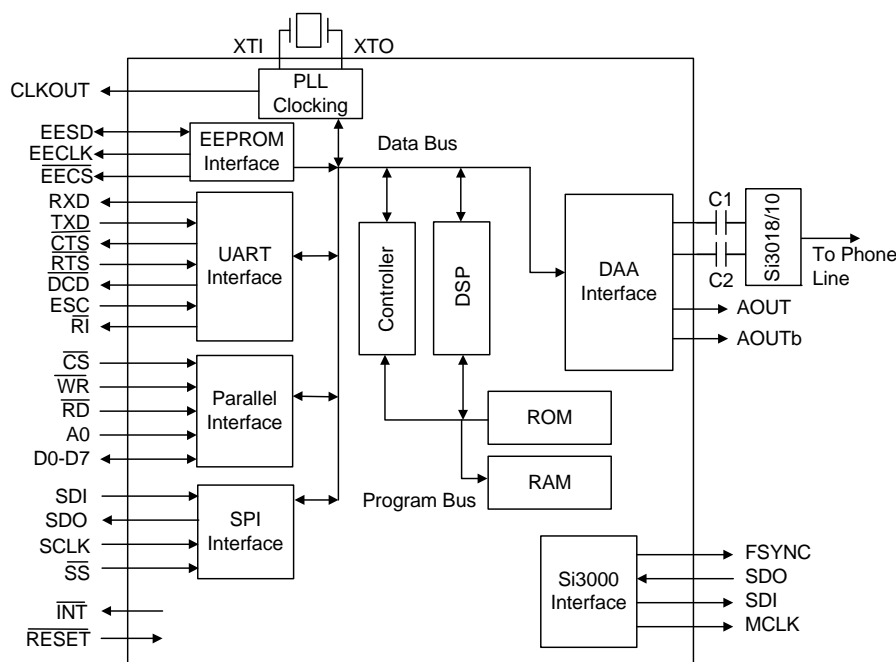 XTI
XTO
CLKOUT
PLL
Clocking
EESD
EECLK
EECS
EEPROM
Interface
Data Bus
RXD
TXD
CTS
RTS
DCD
ESC
RI
UART
Interface
Controller
DSP
DAA
Interface
C1
C2
Si3018/10
To Phone
Line
AOUT
AOUTb
CS
WR
RD
A0
D0-D7
Parallel
Interface
ROM
RAM
Program Bus
SDI
SDO
SCLK
SS
SPI
Interface
INT
RESET
Si3000
Interface
FSYNC
SDO
SDI
MCLK